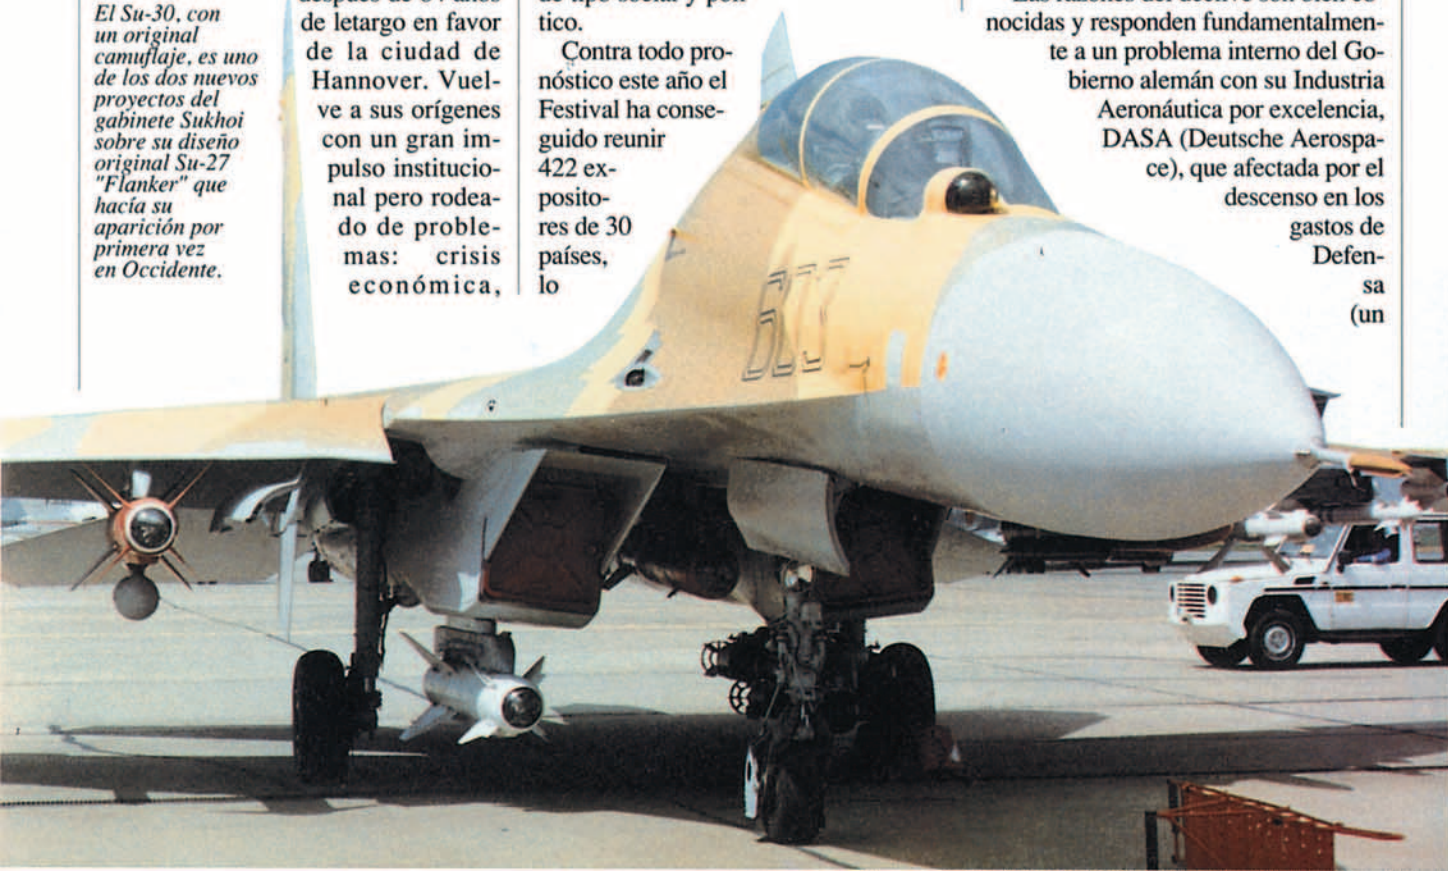 El Su-30, con
un original
camuflaje, es uno
de los dos nuevos
proyectos del
gabinete Sukhoi
sobre su diseño
original Su-27
"Flanker" que
hacía su
aparición por
primera vez
en Occidente.
de letargo en favor
de la ciudad de
Hannover. Vuel-
ve a sus orígenes
con un gran im-
pulso institucio-
nal pero rodea-
do de proble-
mas: crisis
económica,
tico.
Contra todo pro-
nóstico este año el
Festival ha conse-
guido reunir
422 ex-
posito-
res de 30
países,
lo
nocidas y responden fundamentalmen-
te a un problema interno del Go-
bierno alemán con su Industria
Aeronáutica por excelencia,
DASA (Deutsche Aerospa-
ce), que afectada por el
descenso en los
gastos de
Defen-
sa
(un